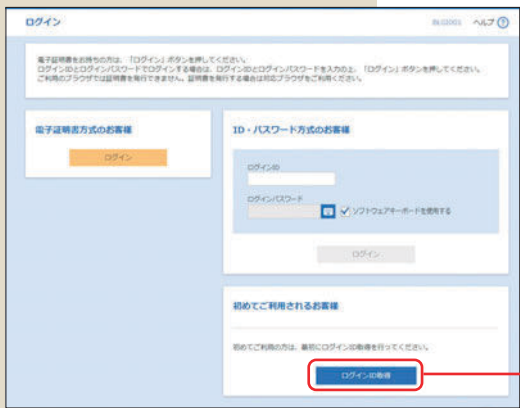 ログイン
BLGI001 ヘルプ ?
電子証明書をお持ちの方は、「ログイン」ボタンを押してください。
ログインIDとログインパスワードでログインする場合は、ログインIDとログインパスワードを入力の上、「ログイン」ボタンを押してください。
ご利用のブラウザでは証明書を発行できません。証明書を発行する場合は対応ブラウザをご利用ください。
電子証明書方式のお客様
ログイン
ID・パスワード方式のお客様
ログインID
ログインパスワード
ソフトウェアキーボードを使用する
ログイン
初めてご利用されるお客様
初めてご利用の方は、最初にログインID取得を行ってください。
ログインID取得